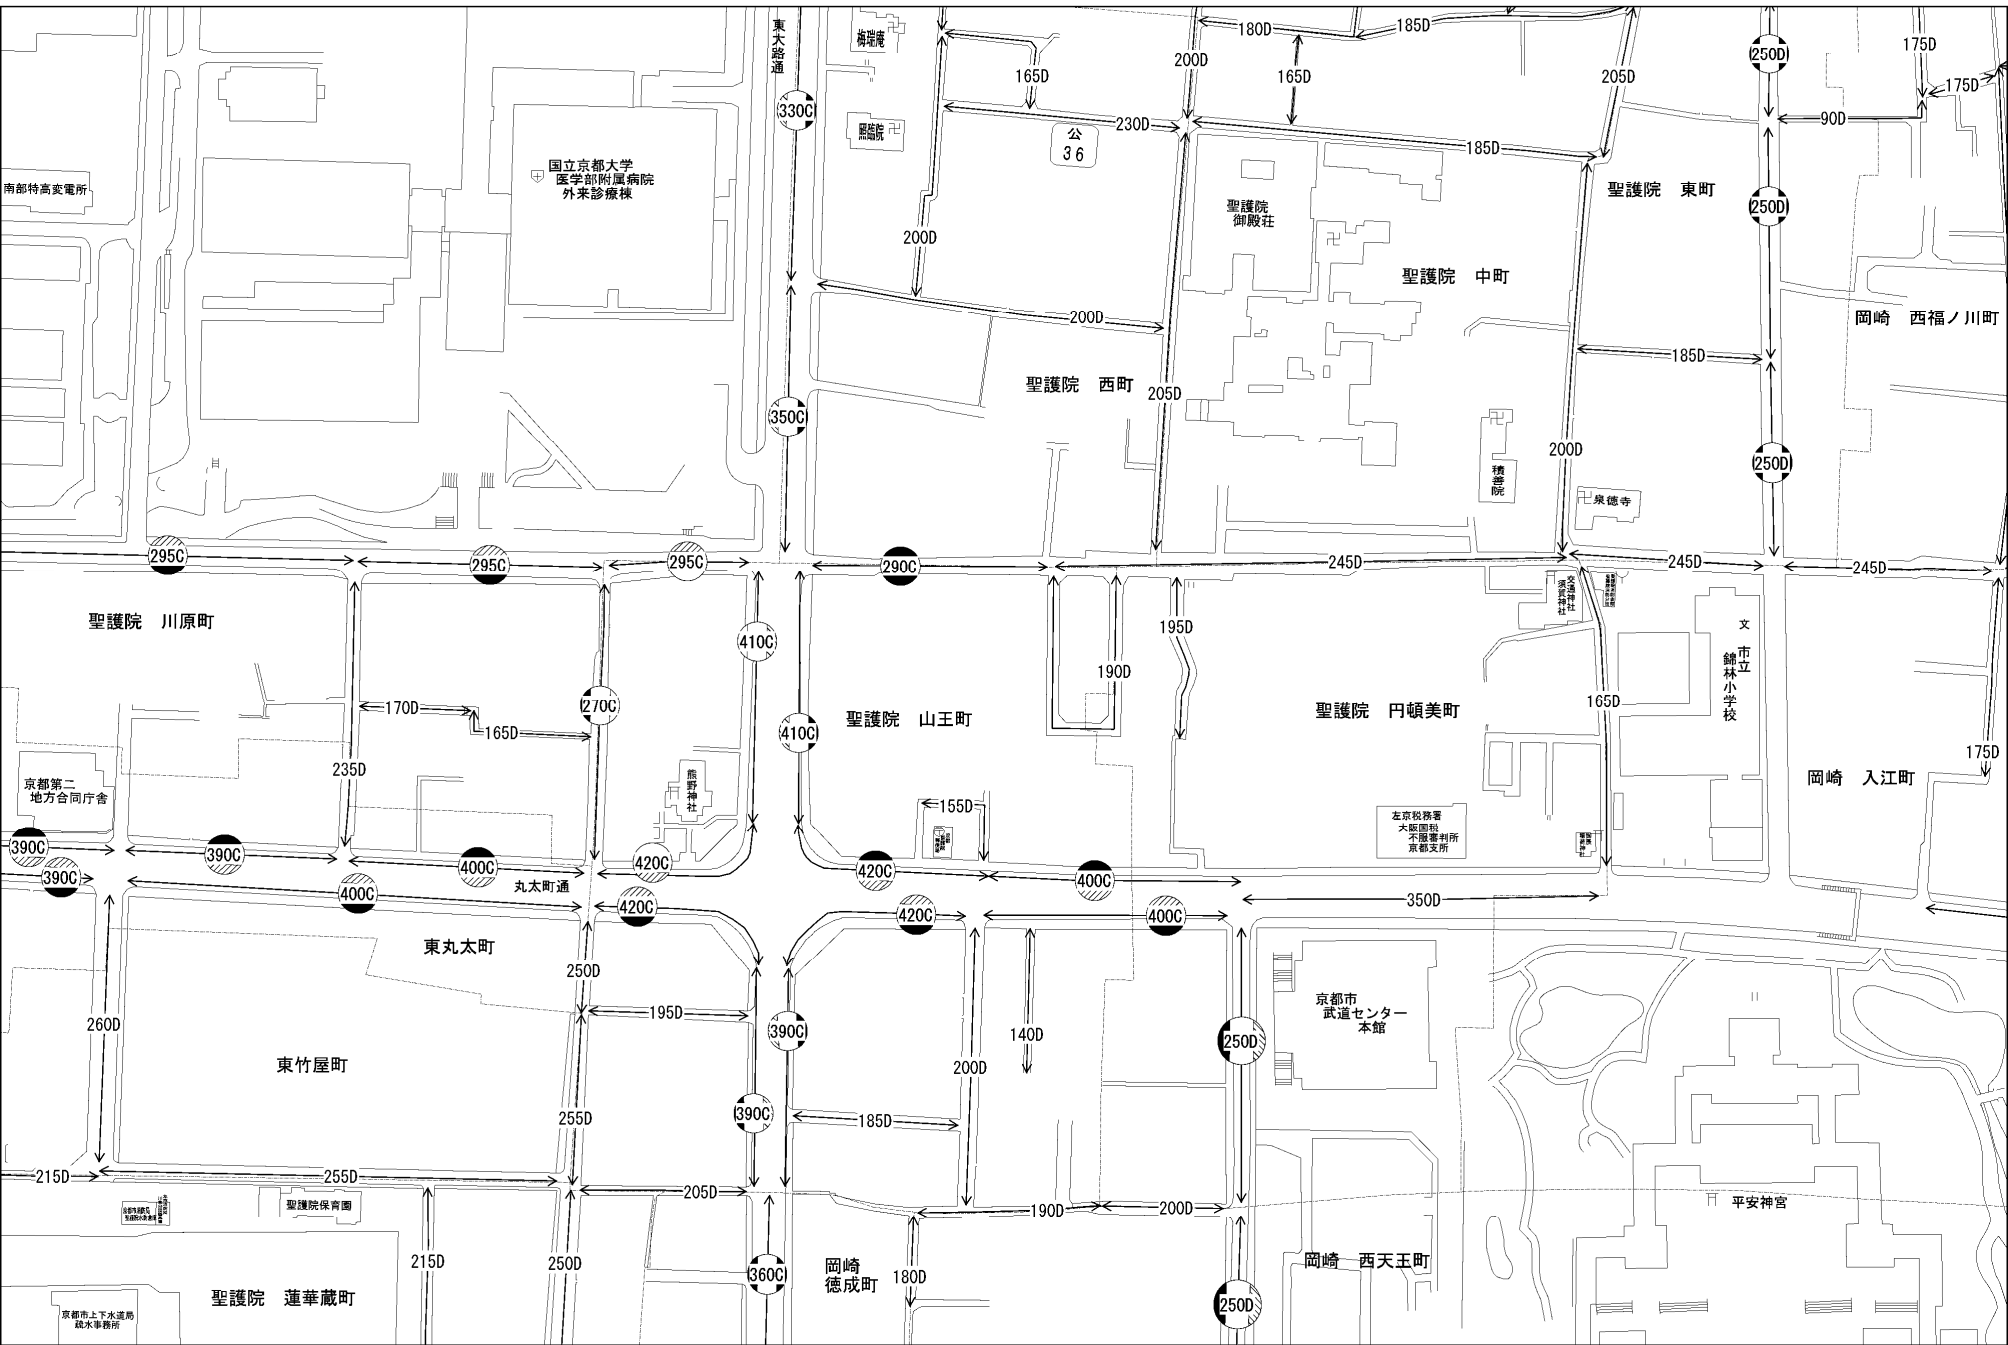 東大路通
梅瑞庵
180D
185D
200D
165D
165D
205D
250D
175D
175D
330C
照臨院
230D
公
36
185D
90D
国立京都大学
医学部附属病院
外来診療棟
南部特高変電所
聖護院
御殿荘
聖護院 東町
250D
200D
聖護院 中町
200D
岡崎 西福ノ川町
185D
聖護院 西町
205D
350C
200D
積善院
泉徳寺
250D
295C
295C
295C
290C
245D
245D
245D
聖護院 川原町
410C
195D
190D
交通神社
須賀神社
文
市立
錦林小学校
165D
170D
165D
270C
410C
聖護院 山王町
聖護院 円頓美町
175D
235D
京都第二
地方合同庁舎
熊野神社
155D
左京税務署
大阪国税
不服審判所
京都支所
岡崎 入江町
390C
390C
400C
420C
420C
400C
390C
400C
丸太町通
420C
420C
400C
350D
東丸太町
250D
195D
260D
390C
140D
250D
京都市
武道センター
本館
東竹屋町
200D
255D
390C
185D
215D
255D
205D
190D
200D
聖護院保育園
平安神宮
215D
250D
360C
岡崎
徳成町
180D
岡崎 西天王町
250D
聖護院 蓮華蔵町
京都市上下水道局
疏水事務所